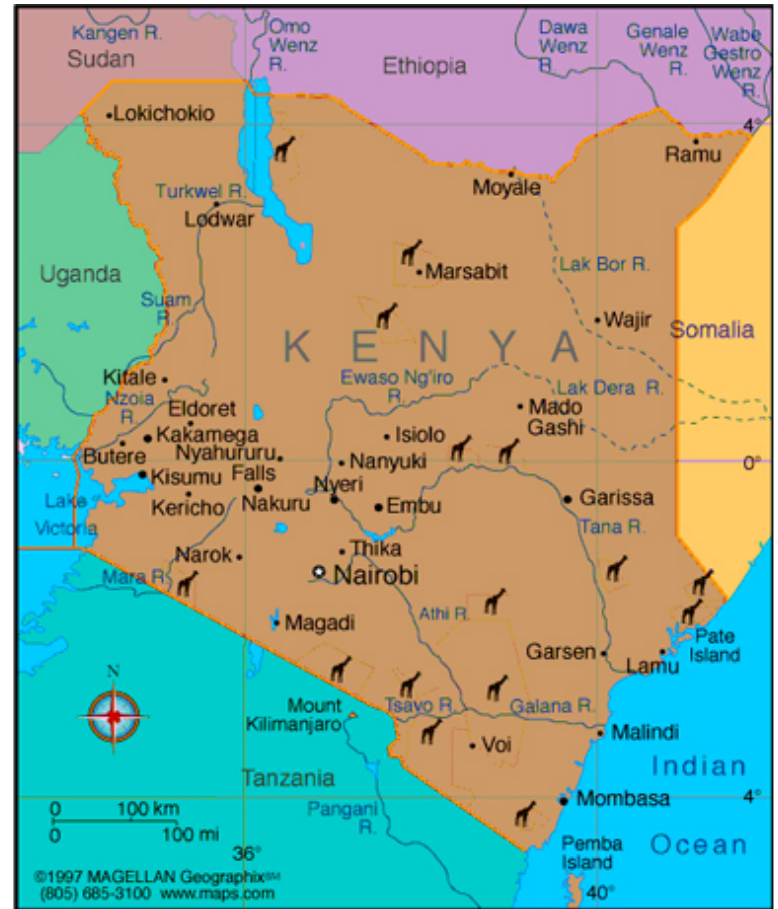 Kangen R.
Sudan
Omo
Wenz
R.
Ethiopia
Dawa
Wenz
R.
Genale
Wenz
R.
Wabe
Gestro
Wenz
R.
Lokichokio
4°
Ramu
Moyale
Turkwel R.
Lodwar
Uganda
Marsabit
Lak Bor R.
Suam
R.
Wajir
Somalia
KENYA
Kitale
Ewaso Ng'iro
R.
Lak Dera R.
Nzoia
R.
Eldoret
Mado
Gashi
Kakamega
Isiolo
Butere
Nyahururu
Falls
Nanyuki
0°
Kisumu
Nyeri
Lake
Victoria
Kericho
Nakuru
Embu
Garissa
Tana R.
Narok
Thika
Nairobi
Mara R.
Athi R.
Magadi
Garsen
Lamu
Pate
Island
N
Mount
Kilimanjaro
Tsavo R.
Galana R.
Voi
Malindi
Indian
Ocean
Tanzania
Pangani
R.
Mombasa
4°
0 100 km
0 100 mi
36°
Pemba
Island
40°
©1997 MAGELLAN Geographix℠
(805) 685-3100 www.maps.com